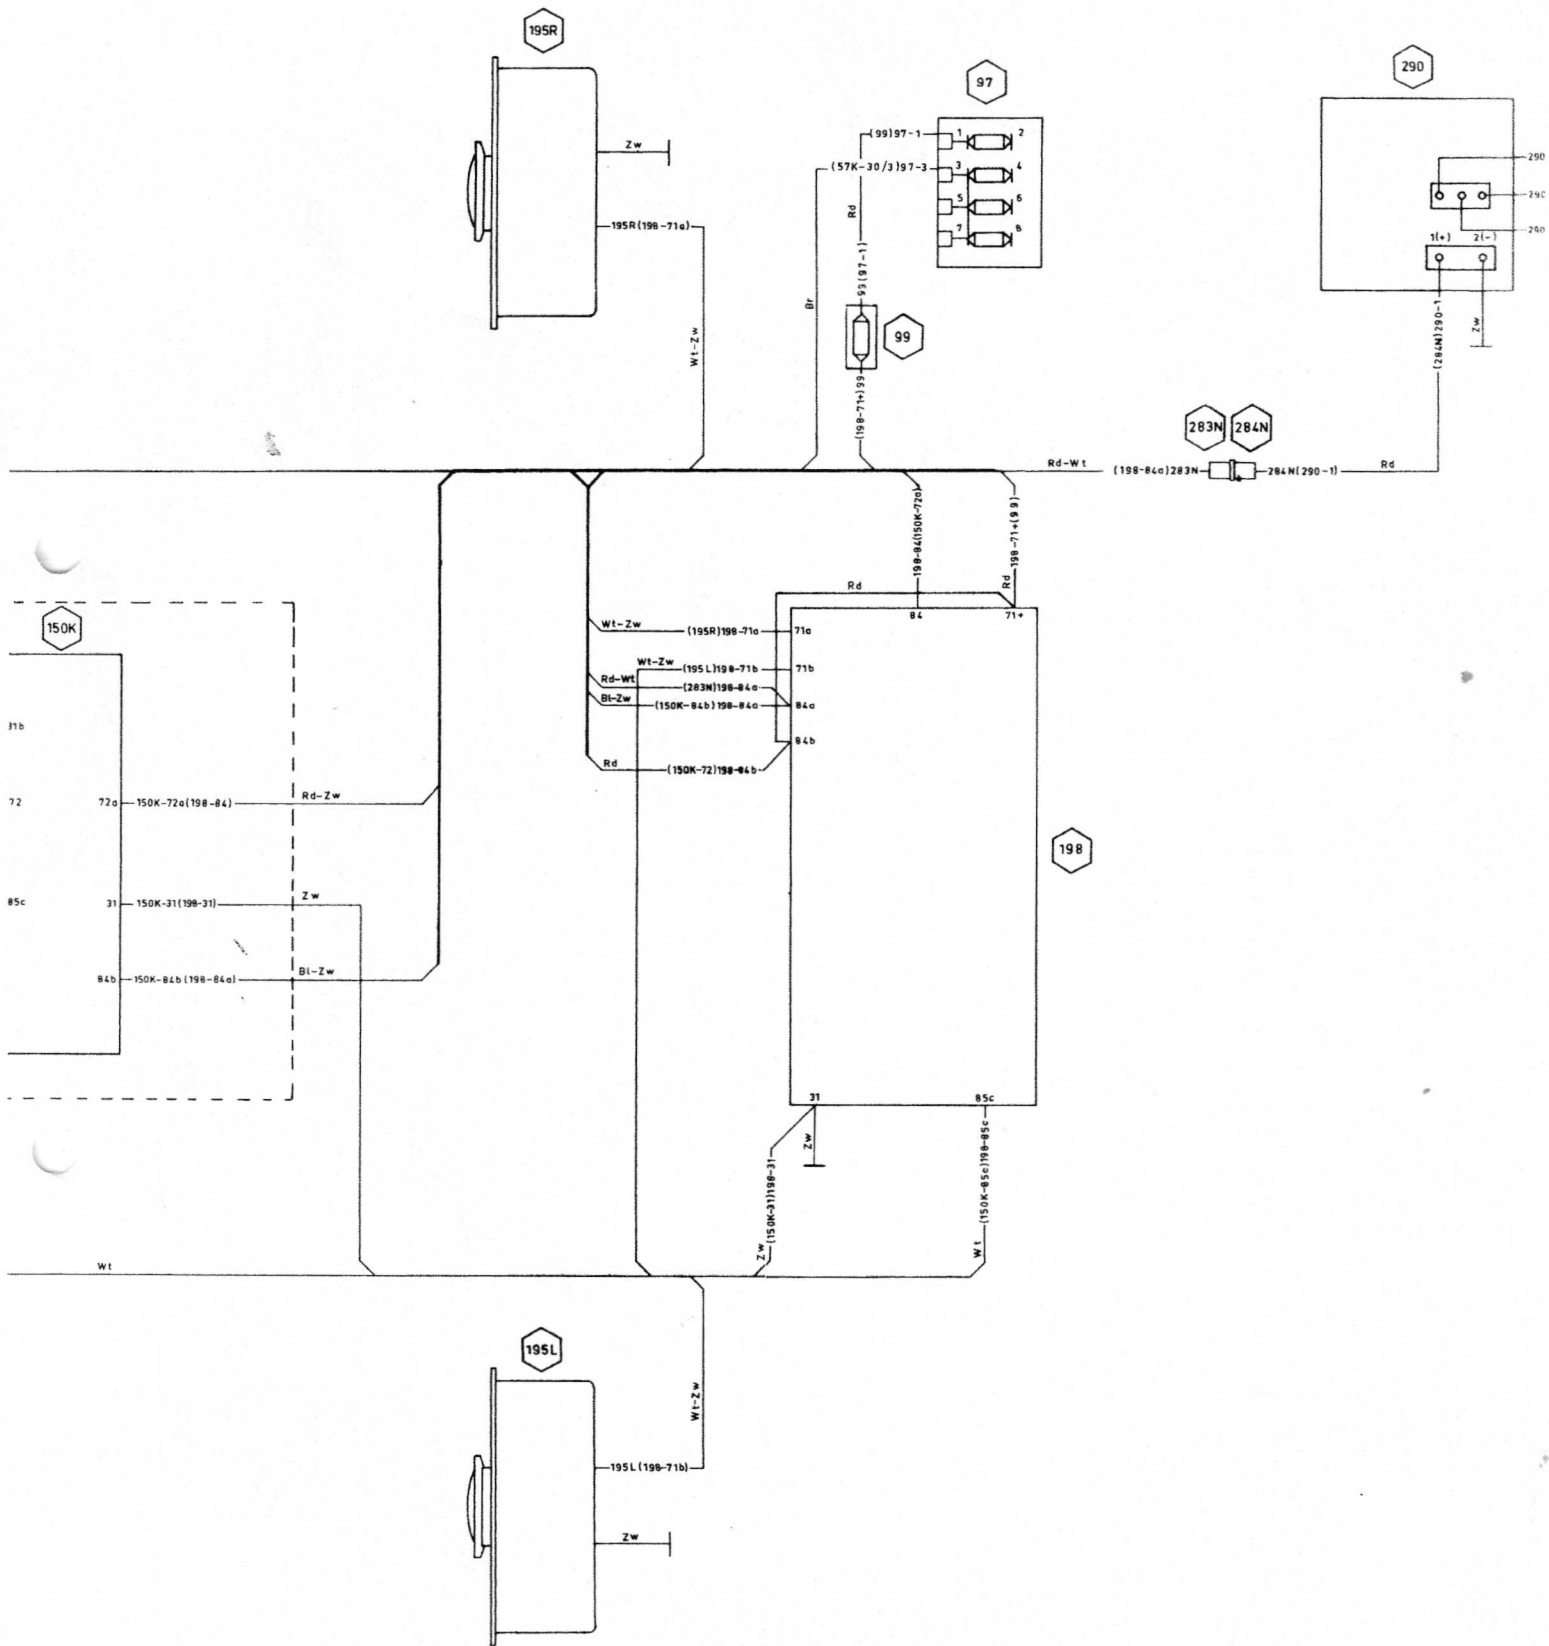 195R
97
290
Zw
(99)97-1
1
2
(57K-30/3)97-3
3
4
290
5
6
290
Rd
195R(198-71a)
7
8
290
1(+)
2(-)
93(97-1)
Br
99
Wt-Zw
(284N)290-1
Zw
(198-71+)99
283N
284N
Rd-Wt
(198-84a)283N
284N(290-1)
Rd
198-84(150K-72a)
198-71+(99)
Rd
Rd
84
71+
150K
Wt-Zw
(195R)198-71a
71a
Wt-Zw
(195L)198-71b
71b
Rd-Wt
(283N)198-84a
Bl-Zw
(150K-84b)198-84a
84a
31b
84b
Rd
(150K-72)198-84b
72
72a
150K-72a(198-84)
Rd-Zw
198
85c
31
150K-31(198-31)
Zw
84b
150K-84b(198-84a)
Bl-Zw
31
85c
Zw
(150K-31)198-31
Zw
(150K-85c)198-85c
Wt
Wt
195L
Wt-Zw
195L(198-71b)
Zw